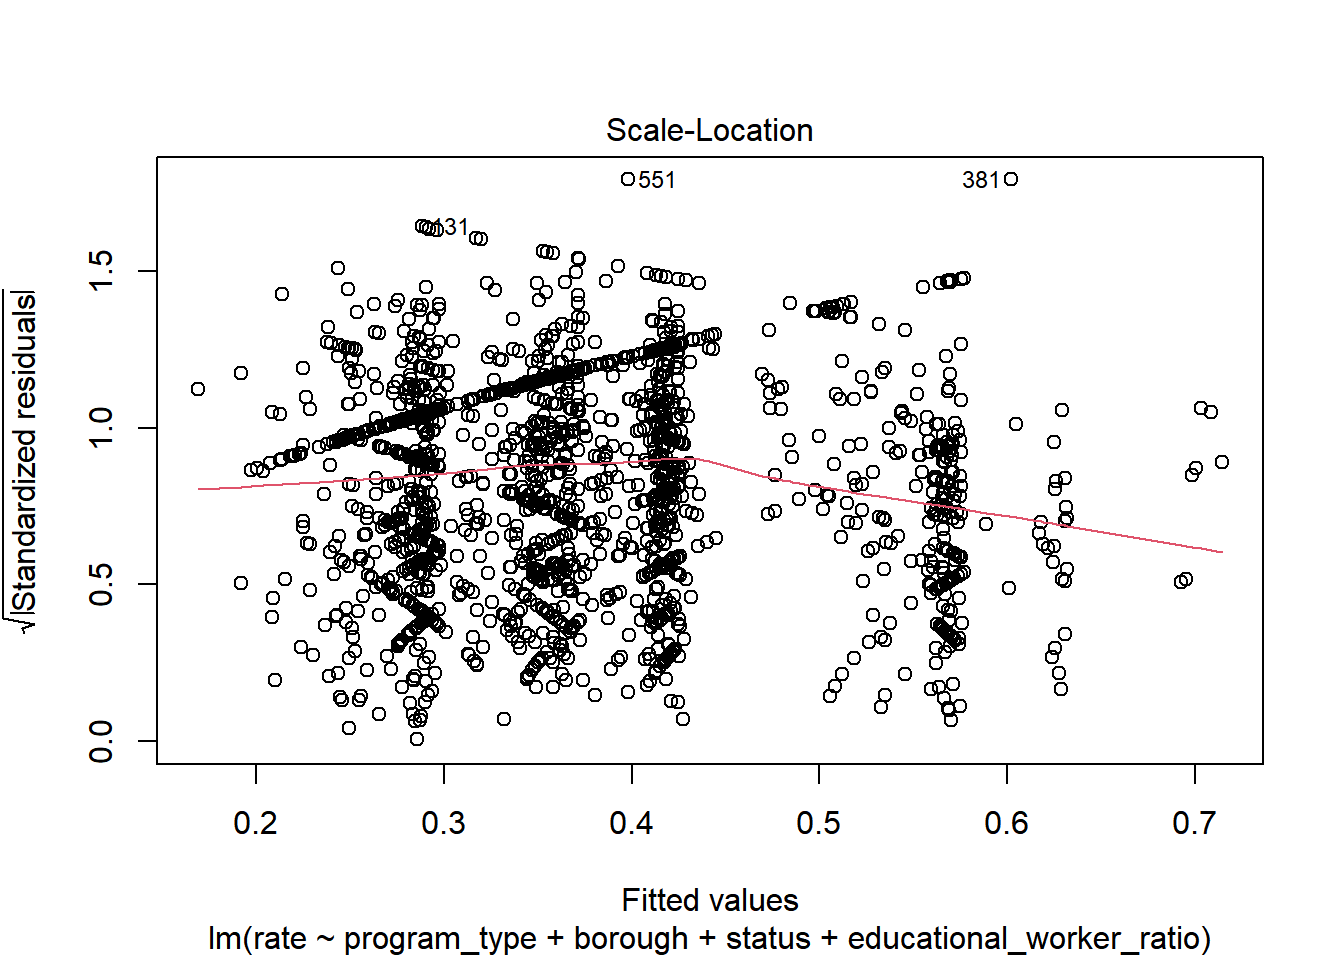 Scale-Location
551
381
131
√|Standardized residuals|
0.0 0.5 1.0 1.5
0.2 0.3 0.4 0.5 0.6 0.7
Fitted values
lm(rate ~ program_type + borough + status + educational_worker_ratio)